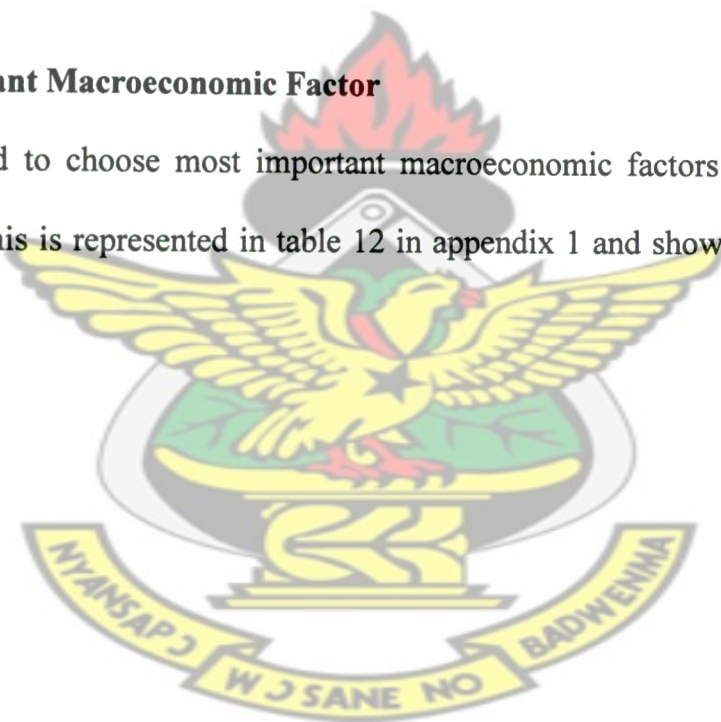 ant Macroeconomic Factor
d to choose most important macroeconomic factors
his is represented in table 12 in appendix 1 and show
NYANSAPƆ WƆSANE NO BADWENMA